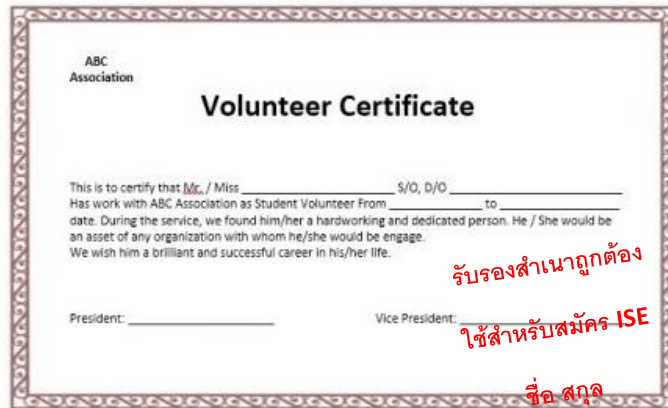 ABC
Association
Volunteer Certificate
This is to certify that Mr. / Miss ____________________ S/O, D/O ____________________
Has work with ABC Association as Student Volunteer From ____________ to ____________
date. During the service, we found him/her a hardworking and dedicated person. He / She would be
an asset of any organization with whom he/she would be engage.
We wish him a brilliant and successful career in his/her life.
รับรองสำเนาถูกต้อง
President: ____________________ Vice President: ____________________
ใช้สำหรับสมัคร ISE
ชื่อ สกุล